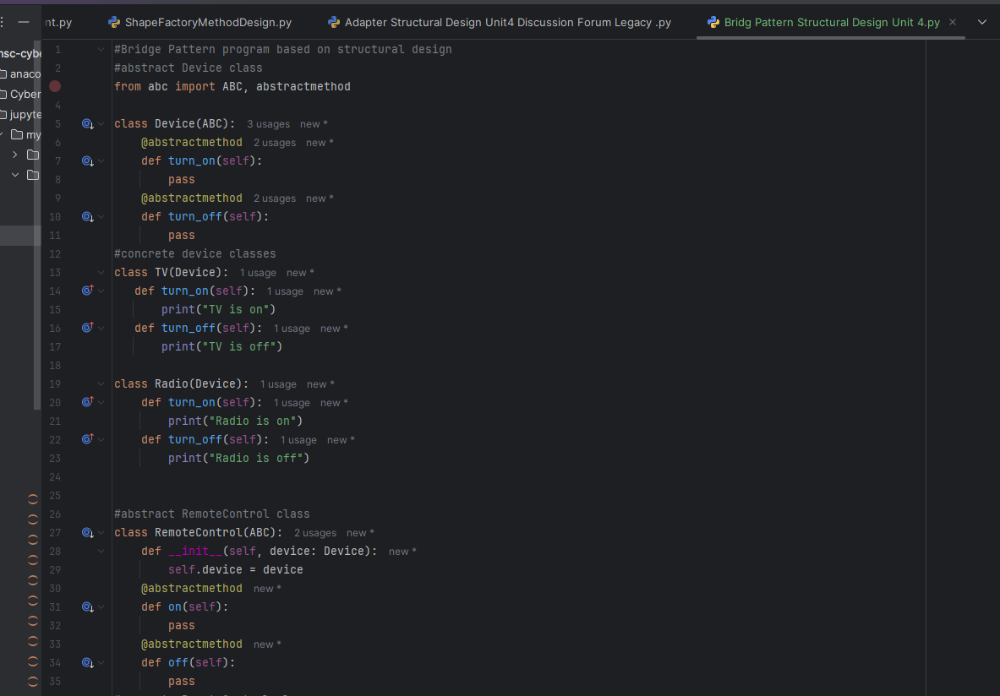 nt.py
ShapeFactoryMethodDesign.py
Adapter Structural Design Unit4 Discussion Forum Legacy .py
Bridg Pattern Structural Design Unit 4.py
nsc-cybe
anaco
Cyber
jupyte
my
1 #Bridge Pattern program based on structural design
2 #abstract Device class
from abc import ABC, abstractmethod
4
5 class Device(ABC): 3 usages new *
6 @abstractmethod 2 usages new *
7 def turn_on(self):
8 pass
9 @abstractmethod 2 usages new *
10 def turn_off(self):
11 pass
12 #concrete device classes
13 class TV(Device): 1 usage new *
14 def turn_on(self): 1 usage new *
15 print("TV is on")
16 def turn_off(self): 1 usage new *
17 print("TV is off")
18
19 class Radio(Device): 1 usage new *
20 def turn_on(self): 1 usage new *
21 print("Radio is on")
22 def turn_off(self): 1 usage new *
23 print("Radio is off")
24
25
26 #abstract RemoteControl class
27 class RemoteControl(ABC): 2 usages new *
28 def __init__(self, device: Device): new *
29 self.device = device
30 @abstractmethod new *
31 def on(self):
32 pass
33 @abstractmethod new *
34 def off(self):
35 pass